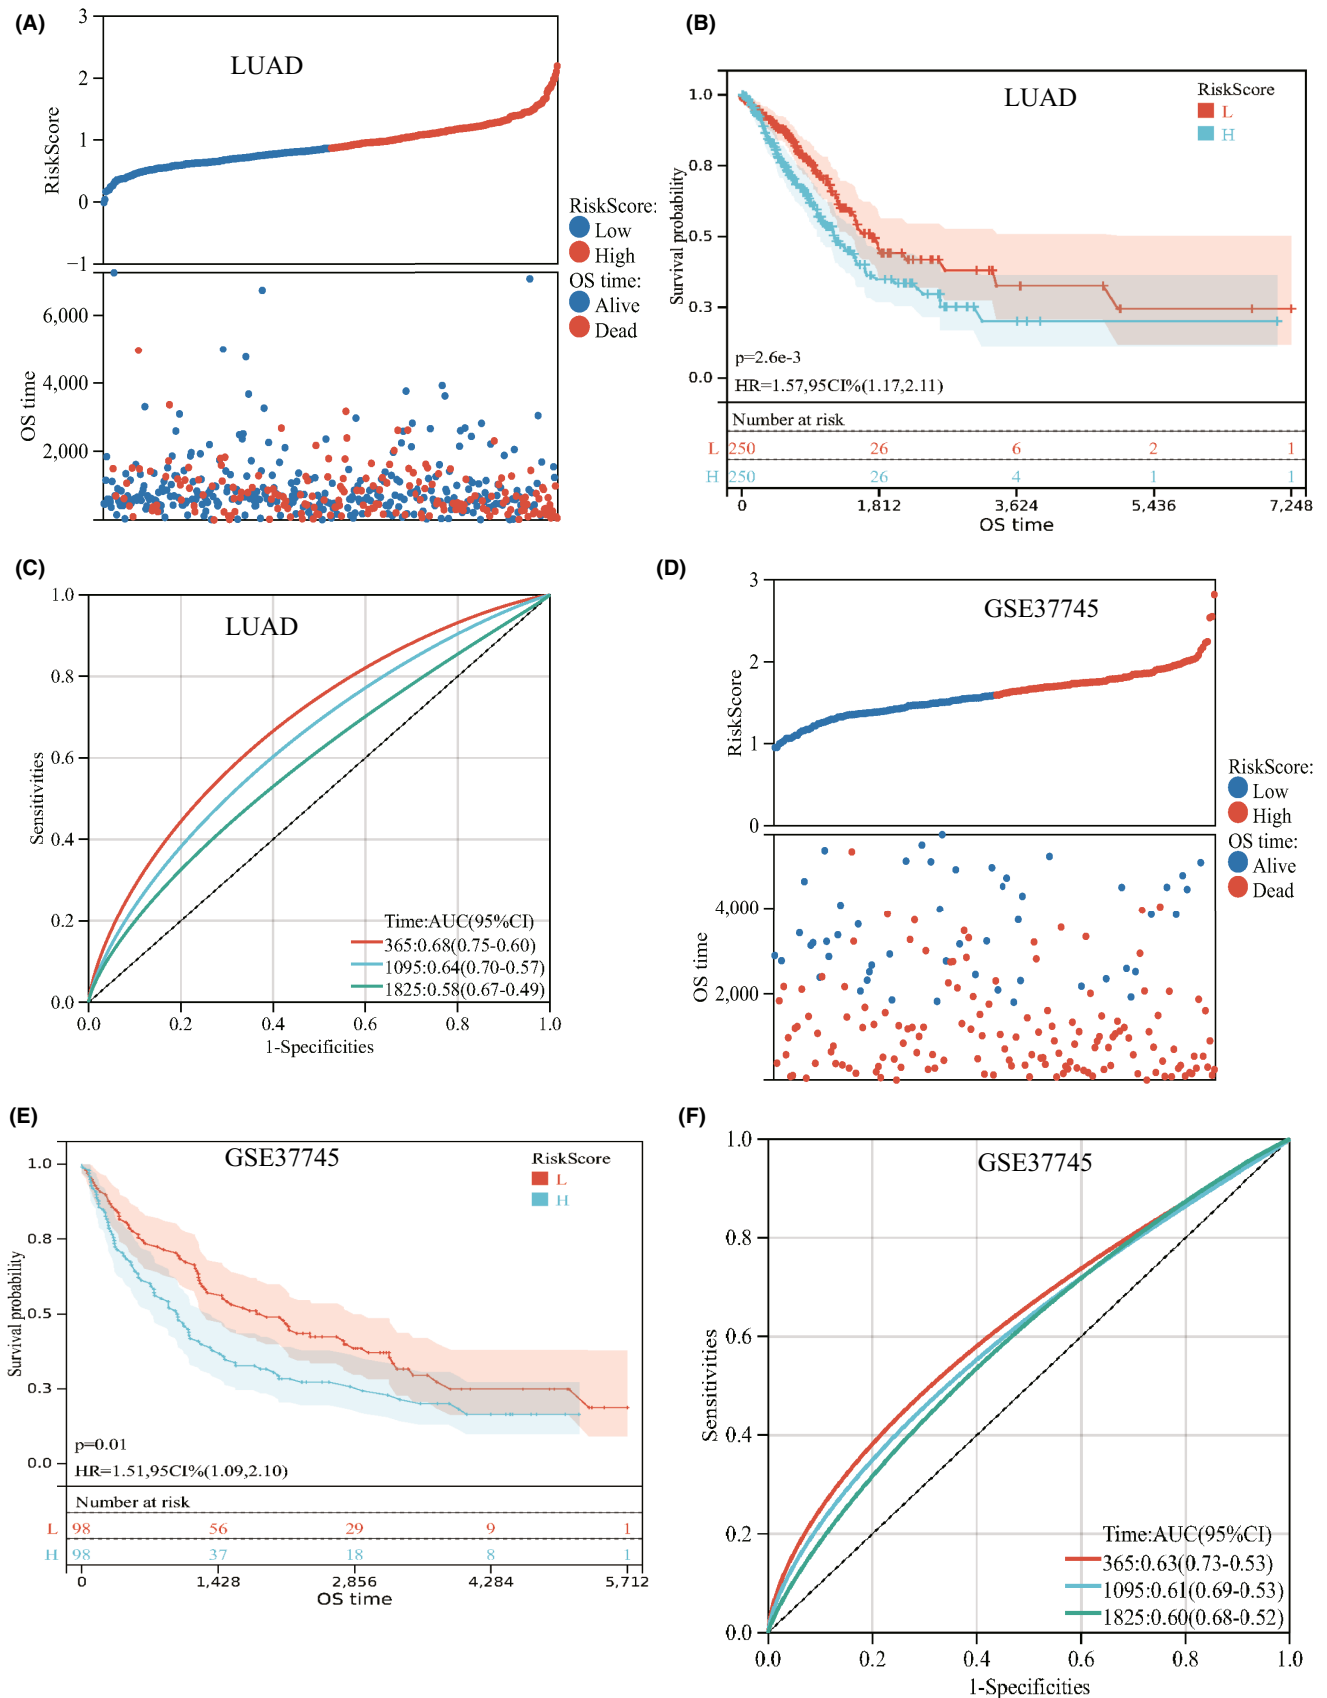 (A)
3
2
1
0
−1
RiskScore
LUAD
RiskScore:
Low
High
OS time:
Alive
Dead
6,000
4,000
2,000
OS time
(B)
LUAD
RiskScore
L
H
1.0
0.8
0.5
0.3
0.0
Survival probability
p=2.6e-3
HR=1.57,95CI%(1.17,2.11)
Number at risk
L 250 26 6 2 1
H 250 26 4 1 1
0 1,812 3,624 5,436 7,248
OS time
(C)
LUAD
1.0
0.8
0.6
0.4
0.2
0.0
Sensitivities
Time:AUC(95%CI)
365:0.68(0.75-0.60)
1095:0.64(0.70-0.57)
1825:0.58(0.67-0.49)
0.0 0.2 0.4 0.6 0.8 1.0
1-Specificities
(D)
GSE37745
3
2
1
0
RiskScore
RiskScore:
Low
High
OS time:
Alive
Dead
4,000
2,000
OS time
(E)
GSE37745
RiskScore
L
H
1.0
0.8
0.5
0.3
0.0
Survival probability
p=0.01
HR=1.51,95CI%(1.09,2.10)
Number at risk
L 98 56 29 9 1
H 98 37 18 8 1
0 1,428 2,856 4,284 5,712
OS time
(F)
GSE37745
1.0
0.8
0.6
0.4
0.2
0.0
Sensitivities
Time:AUC(95%CI)
365:0.63(0.73-0.53)
1095:0.61(0.69-0.53)
1825:0.60(0.68-0.52)
0.0 0.2 0.4 0.6 0.8 1.0
1-Specificities